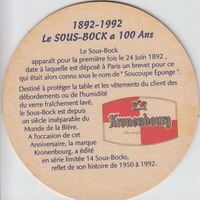 1892-1992
Le SOUS-BOCK a 100 Ans
Le Sous-Bock
apparaît pour la première fois le 24 Juin 1892 ,
date à laquelle est déposé à Paris un brevet pour ce
qui était alors connu sous le nom de " Soucoupe Eponge ".
Destiné à protéger la table et les vêtements du client des
débordements ou de l'humidité
du verre fraîchement lavé,
le Sous-Bock est depuis
un siècle inséparable du
Monde de la Bière.
A l'occasion de cet
Anniversaire, la marque
Kronenbourg, a édité
en série limitée 14 Sous-Bocks,
reflet de son histoire de 1950 à 1992.
Kronenbourg